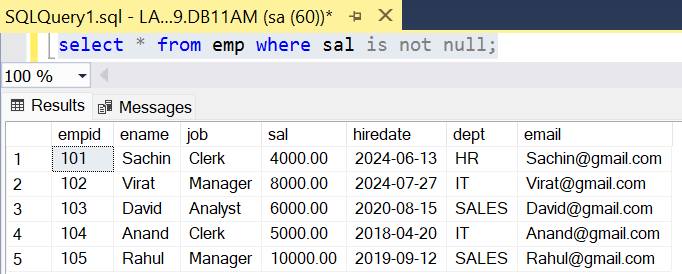 SQLQuery1.sql - LA...9.DB11AM (sa (60))*
select * from emp where sal is not null;
100 %
Results Messages
empid ename job sal hiredate dept email
1 101 Sachin Clerk 4000.00 2024-06-13 HR Sachin@gmail.com
2 102 Virat Manager 8000.00 2024-07-27 IT Virat@gmail.com
3 103 David Analyst 6000.00 2020-08-15 SALES David@gmail.com
4 104 Anand Clerk 5000.00 2018-04-20 IT Anand@gmail.com
5 105 Rahul Manager 10000.00 2019-09-12 SALES Rahul@gmail.com